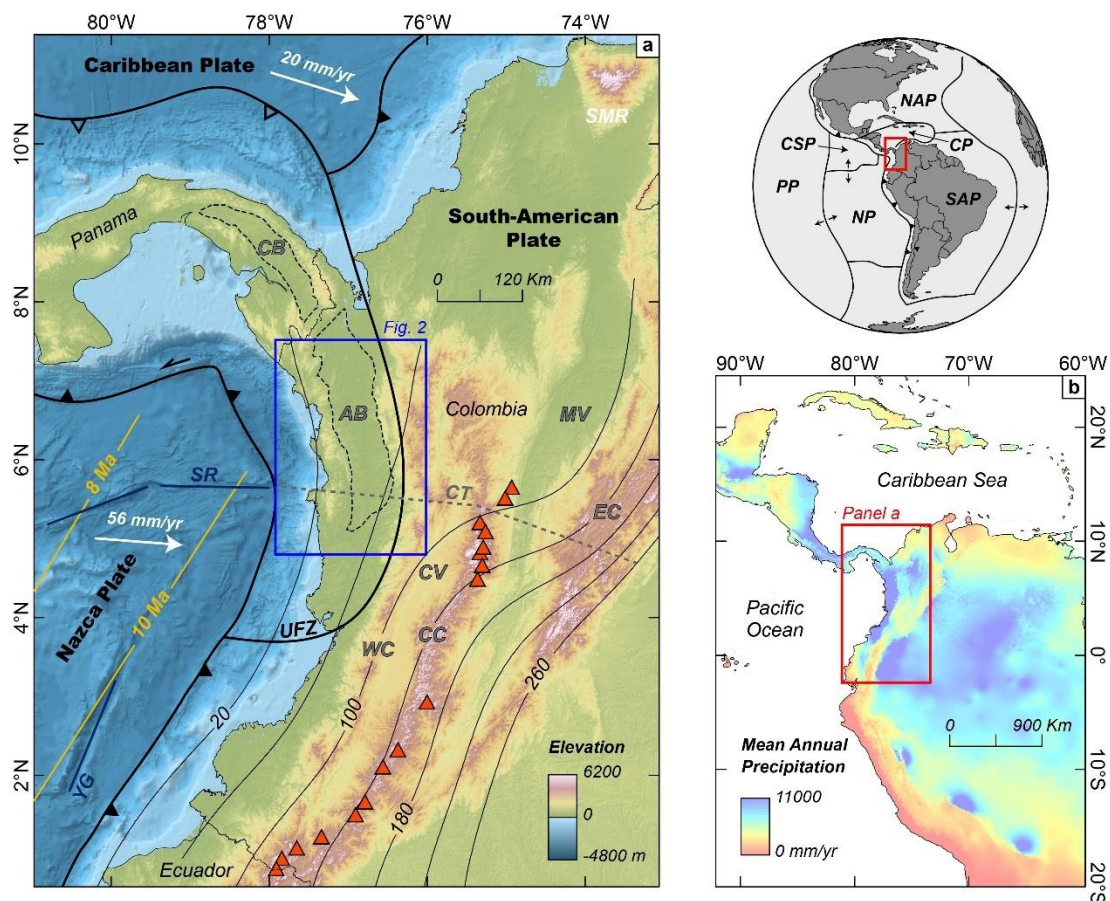 80°W 78°W 76°W 74°W
a
Caribbean Plate
20 mm/yr
SMR
10°N
South-American
Plate
Panama
CB
0 120 Km
8°N
Fig. 2
AB
Colombia
MV
6°N
8 Ma
SR
CT
EC
56 mm/yr
Nazca Plate
10 Ma
CV
4°N
UFZ
WC
CC
260
20
100
2°N
YG
180
Elevation
6200
0
-4800 m
Ecuador
NAP
CSP
CP
PP
NP
SAP
90°W 80°W 70°W 60°W
b
20°N
Caribbean Sea
Panel a
10°N
Pacific
Ocean
0°
0 900 Km
Mean Annual
Precipitation
11000
0 mm/yr
10°S
20°S